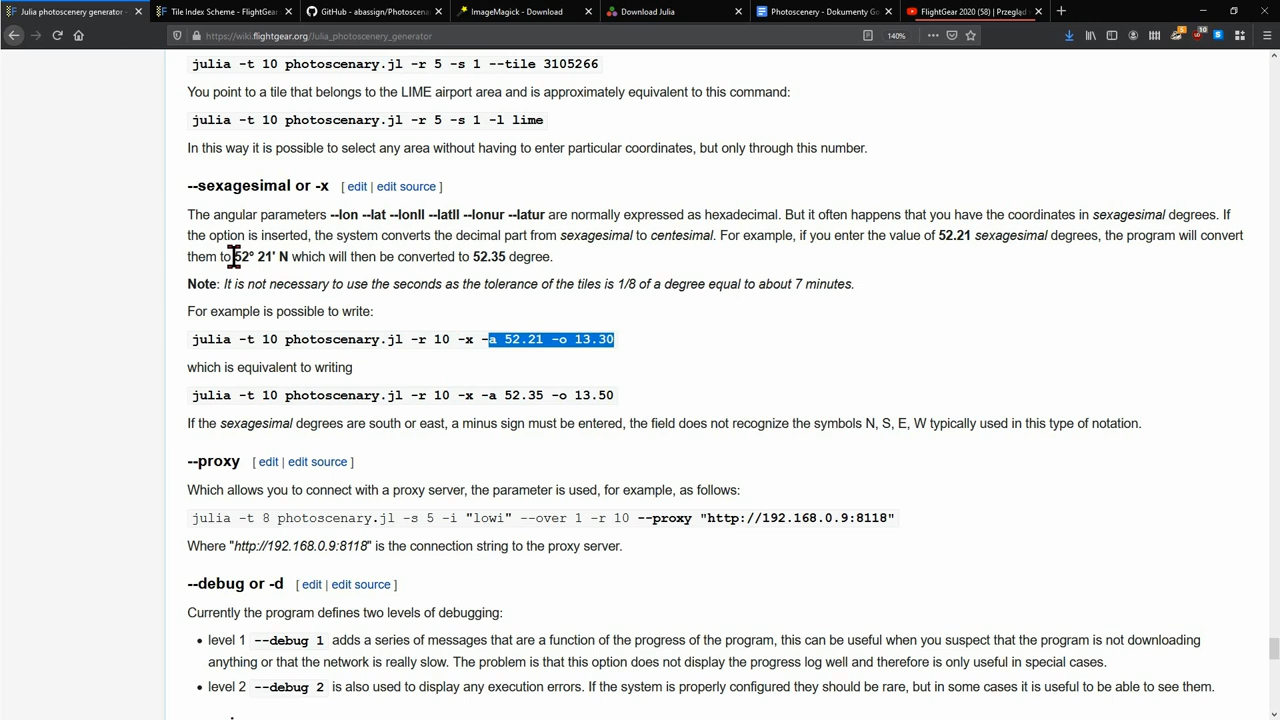 Julia photoscenery generator -
Tile Index Scheme - FlightGear
GitHub - abassign/Photoscena
ImageMagick - Download
Download Julia
Photoscenery - Dokumenty Go
FlightGear 2020 (58) | Przegląd
https://wiki.flightgear.org/Julia_photoscenery_generator
140%
julia -t 10 photoscenary.jl -r 5 -s 1 --tile 3105266
You point to a tile that belongs to the LIME airport area and is approximately equivalent to this command:
julia -t 10 photoscenary.jl -r 5 -s 1 -l lime
In this way it is possible to select any area without having to enter particular coordinates, but only through this number.
--sexagesimal or -x [ edit | edit source ]
The angular parameters --lon --lat --lonll --latll --lonur --latur are normally expressed as hexadecimal. But it often happens that you have the coordinates in sexagesimal degrees. If
the option is inserted, the system converts the decimal part from sexagesimal to centesimal. For example, if you enter the value of 52.21 sexagesimal degrees, the program will convert
them to 52° 21' N which will then be converted to 52.35 degree.
Note: It is not necessary to use the seconds as the tolerance of the tiles is 1/8 of a degree equal to about 7 minutes.
For example is possible to write:
julia -t 10 photoscenary.jl -r 10 -x -a 52.21 -o 13.30
which is equivalent to writing
julia -t 10 photoscenary.jl -r 10 -x -a 52.35 -o 13.50
If the sexagesimal degrees are south or east, a minus sign must be entered, the field does not recognize the symbols N, S, E, W typically used in this type of notation.
--proxy [ edit | edit source ]
Which allows you to connect with a proxy server, the parameter is used, for example, as follows:
julia -t 8 photoscenary.jl -s 5 -i "lowi" --over 1 -r 10 --proxy "http://192.168.0.9:8118"
Where "http://192.168.0.9:8118" is the connection string to the proxy server.
--debug or -d [ edit | edit source ]
Currently the program defines two levels of debugging:
level 1 --debug 1 adds a series of messages that are a function of the progress of the program, this can be useful when you suspect that the program is not downloading
anything or that the network is really slow. The problem is that this option does not display the progress log well and therefore is only useful in special cases.
level 2 --debug 2 is also used to display any execution errors. If the system is properly configured they should be rare, but in some cases it is useful to be able to see them.